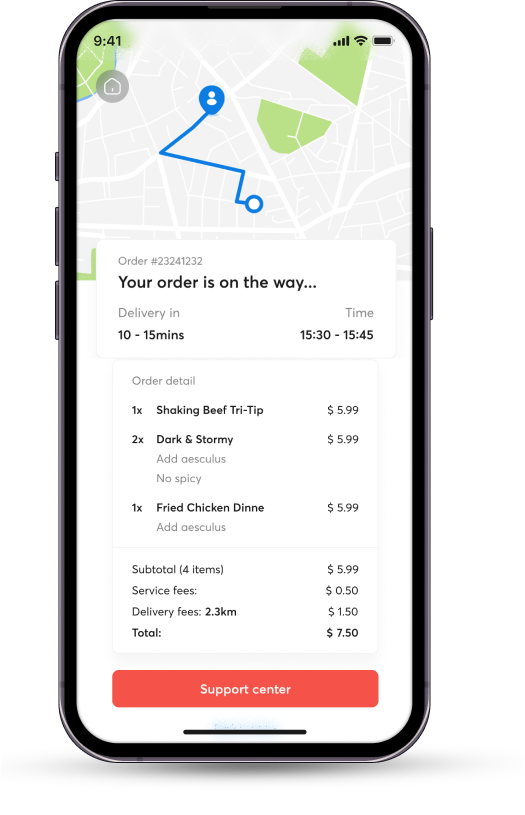 9:41
Order #23241232
Your order is on the way...
Delivery in Time
10 - 15mins 15:30 - 15:45
Order detail
1x Shaking Beef Tri-Tip $ 5.99
2x Dark & Stormy $ 5.99
Add aesculus
No spicy
1x Fried Chicken Dinne $ 5.99
Add aesculus
Subtotal (4 items) $ 5.99
Service fees: $ 0.50
Delivery fees: 2.3km $ 1.50
Total: $ 7.50
Support center